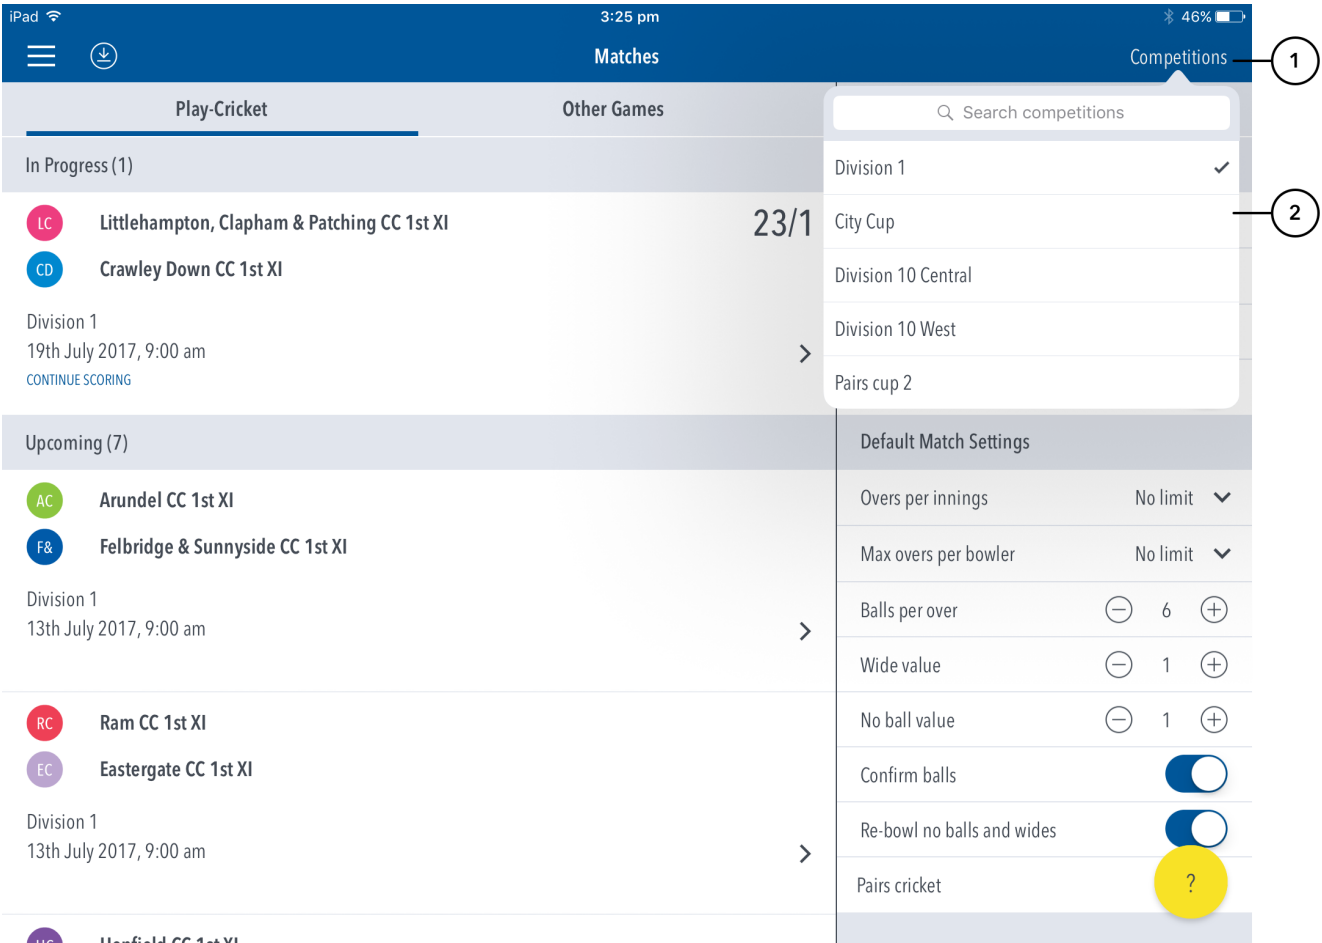 iPad 3:25 pm 46%
Matches
Competitions
1
Play-Cricket
Other Games
Search competitions
Division 1
City Cup
Division 10 Central
Division 10 West
Pairs cup 2
2
In Progress (1)
LC Littlehampton, Clapham & Patching CC 1st XI 23/1
CD Crawley Down CC 1st XI
Division 1
19th July 2017, 9:00 am
CONTINUE SCORING
Upcoming (7)
AC Arundel CC 1st XI
F& Felbridge & Sunnyside CC 1st XI
Division 1
13th July 2017, 9:00 am
RC Ram CC 1st XI
EC Eastergate CC 1st XI
Division 1
13th July 2017, 9:00 am
Default Match Settings
Overs per innings No limit
Max overs per bowler No limit
Balls per over 6
Wide value 1
No ball value 1
Confirm balls
Re-bowl no balls and wides
Pairs cricket
?